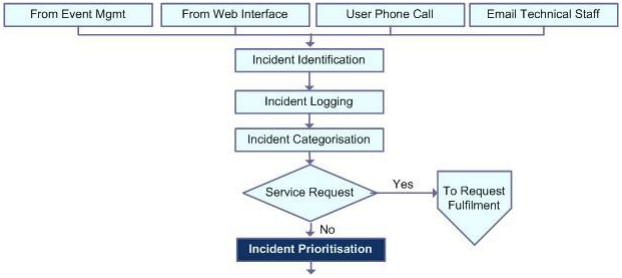 From Event Mgmt
From Web Interface
User Phone Call
Email Technical Staff
Incident Identification
Incident Logging
Incident Categorisation
Service Request
Yes
To Request
Fulfilment
No
Incident Prioritisation